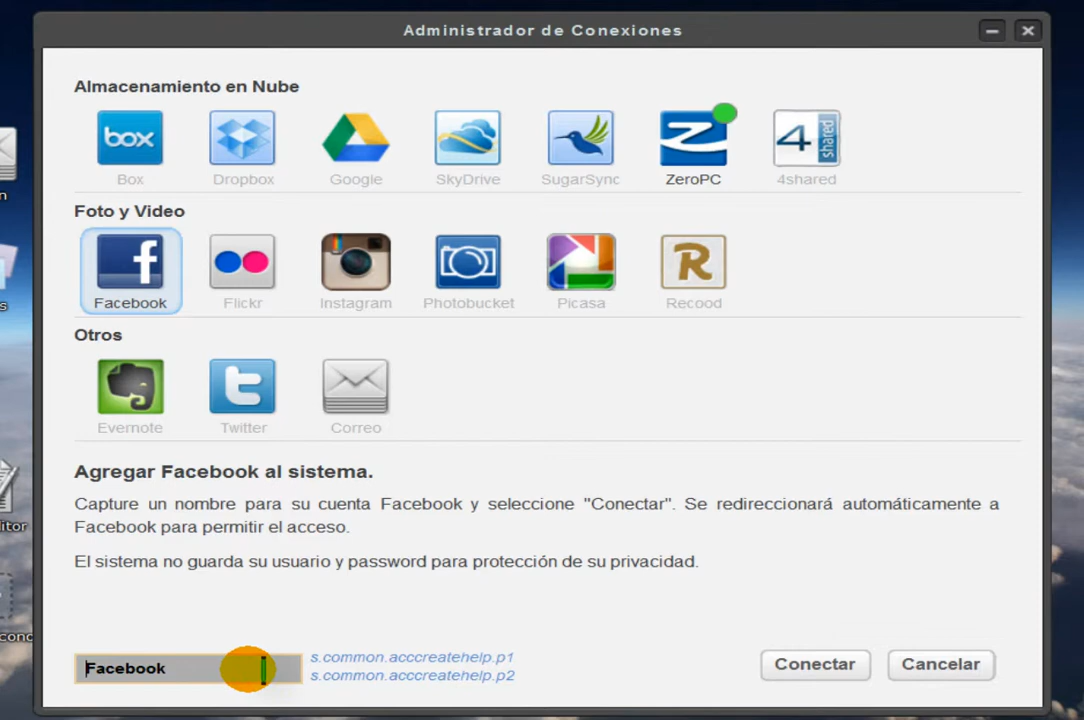 Administrador de Conexiones
Almacenamiento en Nube
box
4 shared
Box Dropbox Google SkyDrive SugarSync ZeroPC 4shared
n
Foto y Video
f
R
Facebook Flickr Instagram Photobucket Picasa Recood
s
Otros
Evernote Twitter Correo
Agregar Facebook al sistema.
Capture un nombre para su cuenta Facebook y seleccione "Conectar". Se redireccionará automáticamente a
Facebook para permitir el acceso.
itor
El sistema no guarda su usuario y password para protección de su privacidad.
conc
Facebook
s.common.acccreatehelp.p1
s.common.acccreatehelp.p2
Conectar Cancelar